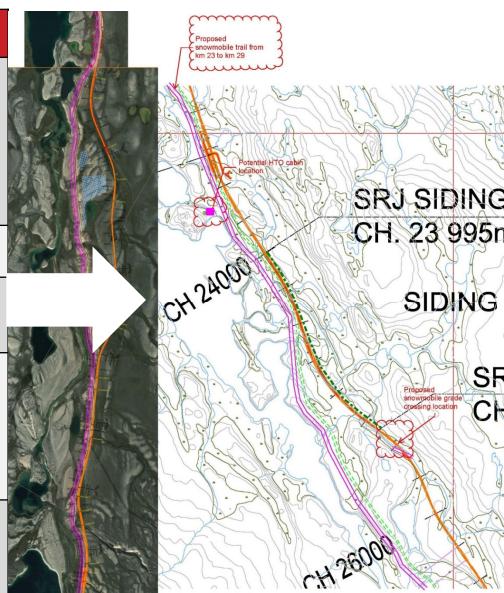 Proposed
snowmobile trail from
km 23 to km 29
Potential HTO cabin
location
SRJ SIDING
CH. 23 995m
CH 24000
SIDING
SR
CH
Proposed
snowmobile grade
crossing location
CH 26000